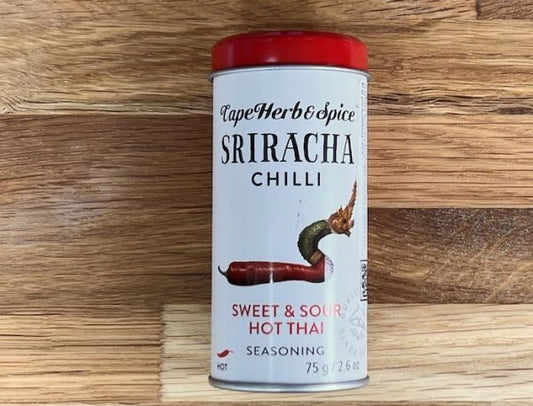 Cape Herb & Spice
SRIRACHA
CHILLI
SWEET & SOUR
HOT THAI
SEASONING
HOT
75 g / 2.6 oz